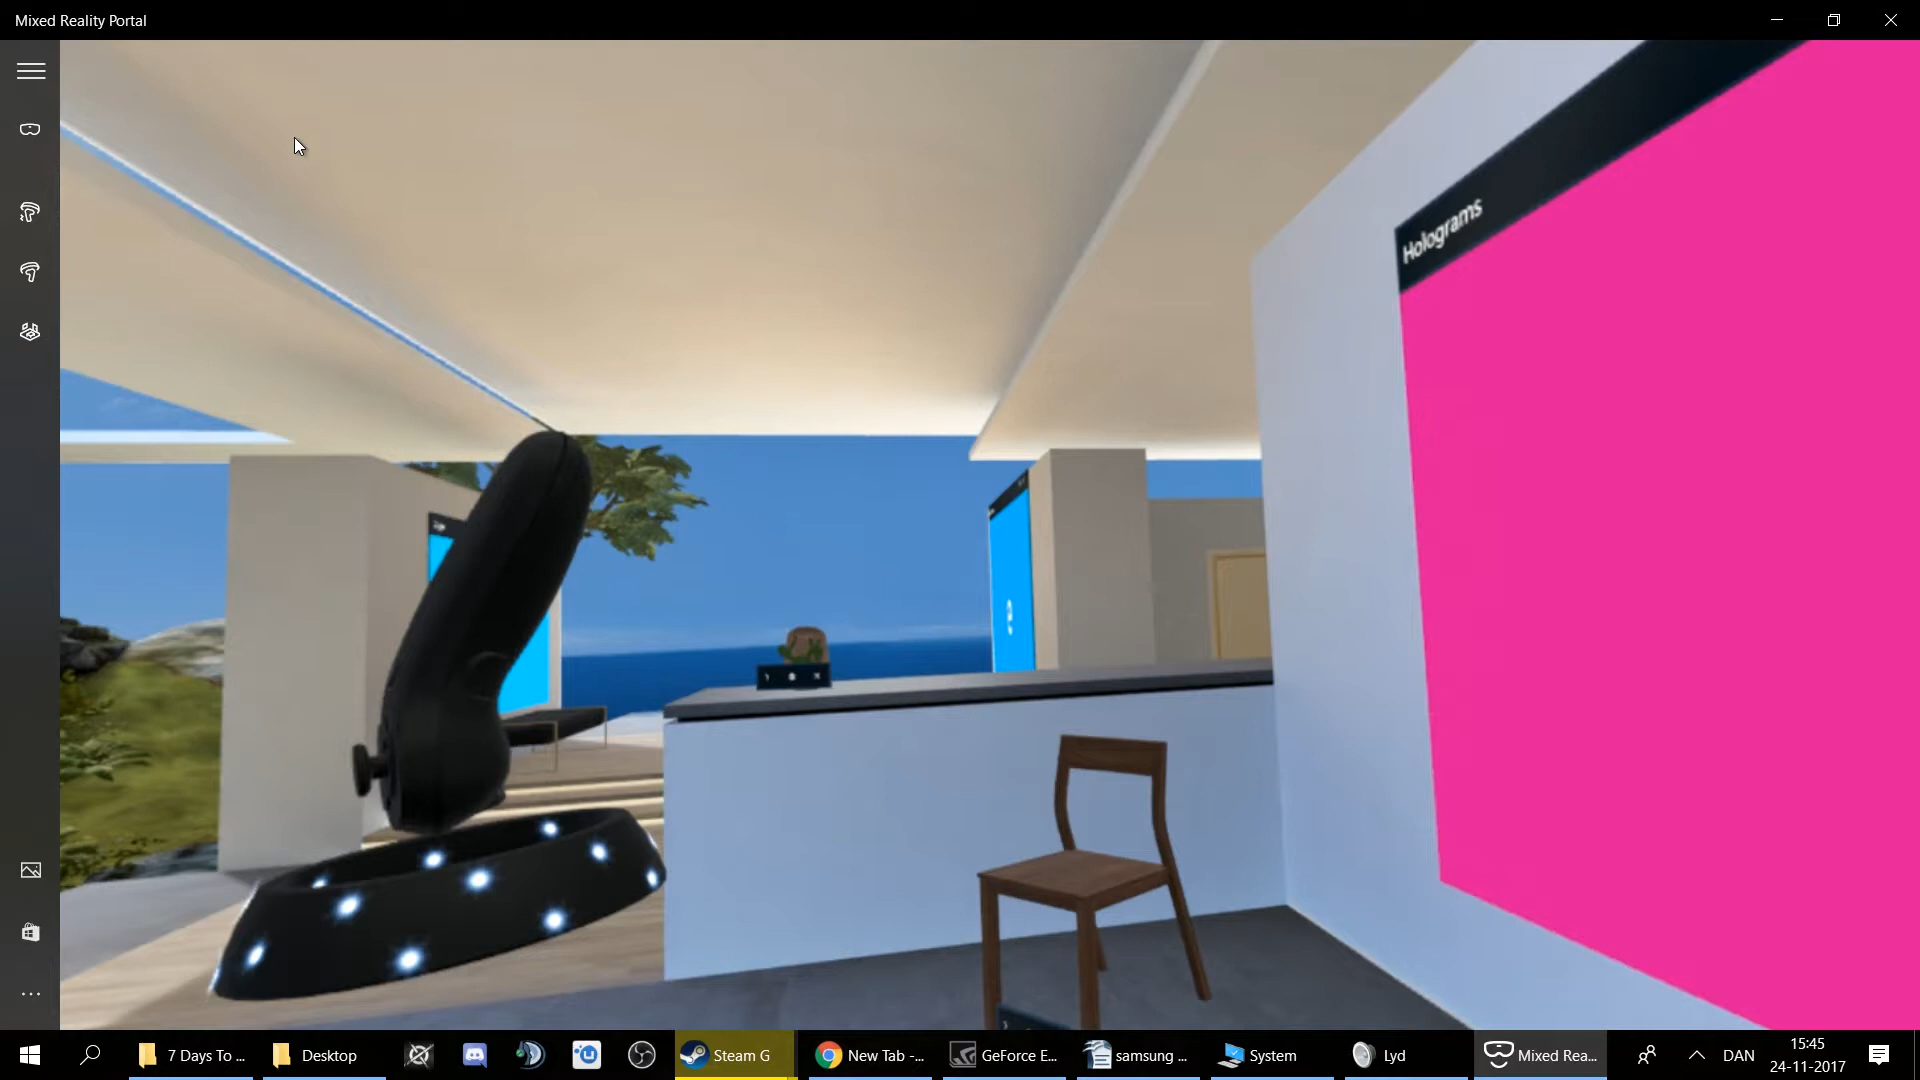 Mixed Reality Portal
Holograms
7 Days To ...
Desktop
Steam G
New Tab -...
GeForce E...
samsung ...
System
Lyd
Mixed Rea...
DAN
15:45
24-11-2017